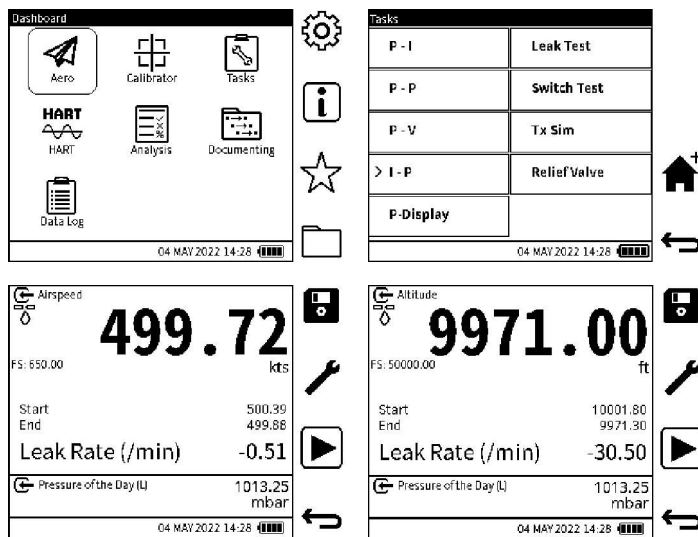 Dashboard
Aero
Calibrator
Tasks
HART
HART
Analysis
Documenting
Data Log
04 MAY 2022 14:28
Tasks
P - I
Leak Test
P - P
Switch Test
P - V
Tx Sim
> I - P
Relief Valve
P-Display
04 MAY 2022 14:28
Airspeed
499.72
FS: 650.00
kts
Start 500.39
End 499.88
Leak Rate (/min) -0.51
Pressure of the Day (L) 1013.25
mbar
04 MAY 2022 14:28
Altitude
9971.00
FS: 50000.00
ft
Start 10001.80
End 9971.30
Leak Rate (/min) -30.50
Pressure of the Day (L) 1013.25
mbar
04 MAY 2022 14:28